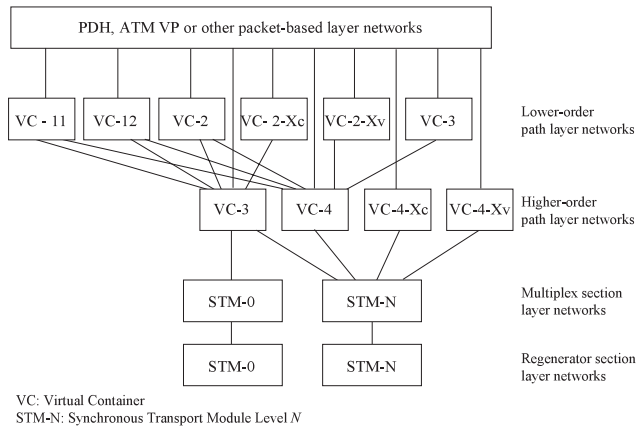 PDH, ATM VP or other packet-based layer networks
VC - 11
VC-12
VC-2
VC- 2-Xc
VC-2-Xv
VC-3
Lower-order
path layer networks
VC-3
VC-4
VC-4-Xc
VC-4-Xv
Higher-order
path layer networks
STM-0
STM-N
Multiplex section
layer networks
STM-0
STM-N
Regenerator section
layer networks
VC: Virtual Container
STM-N: Synchronous Transport Module Level N